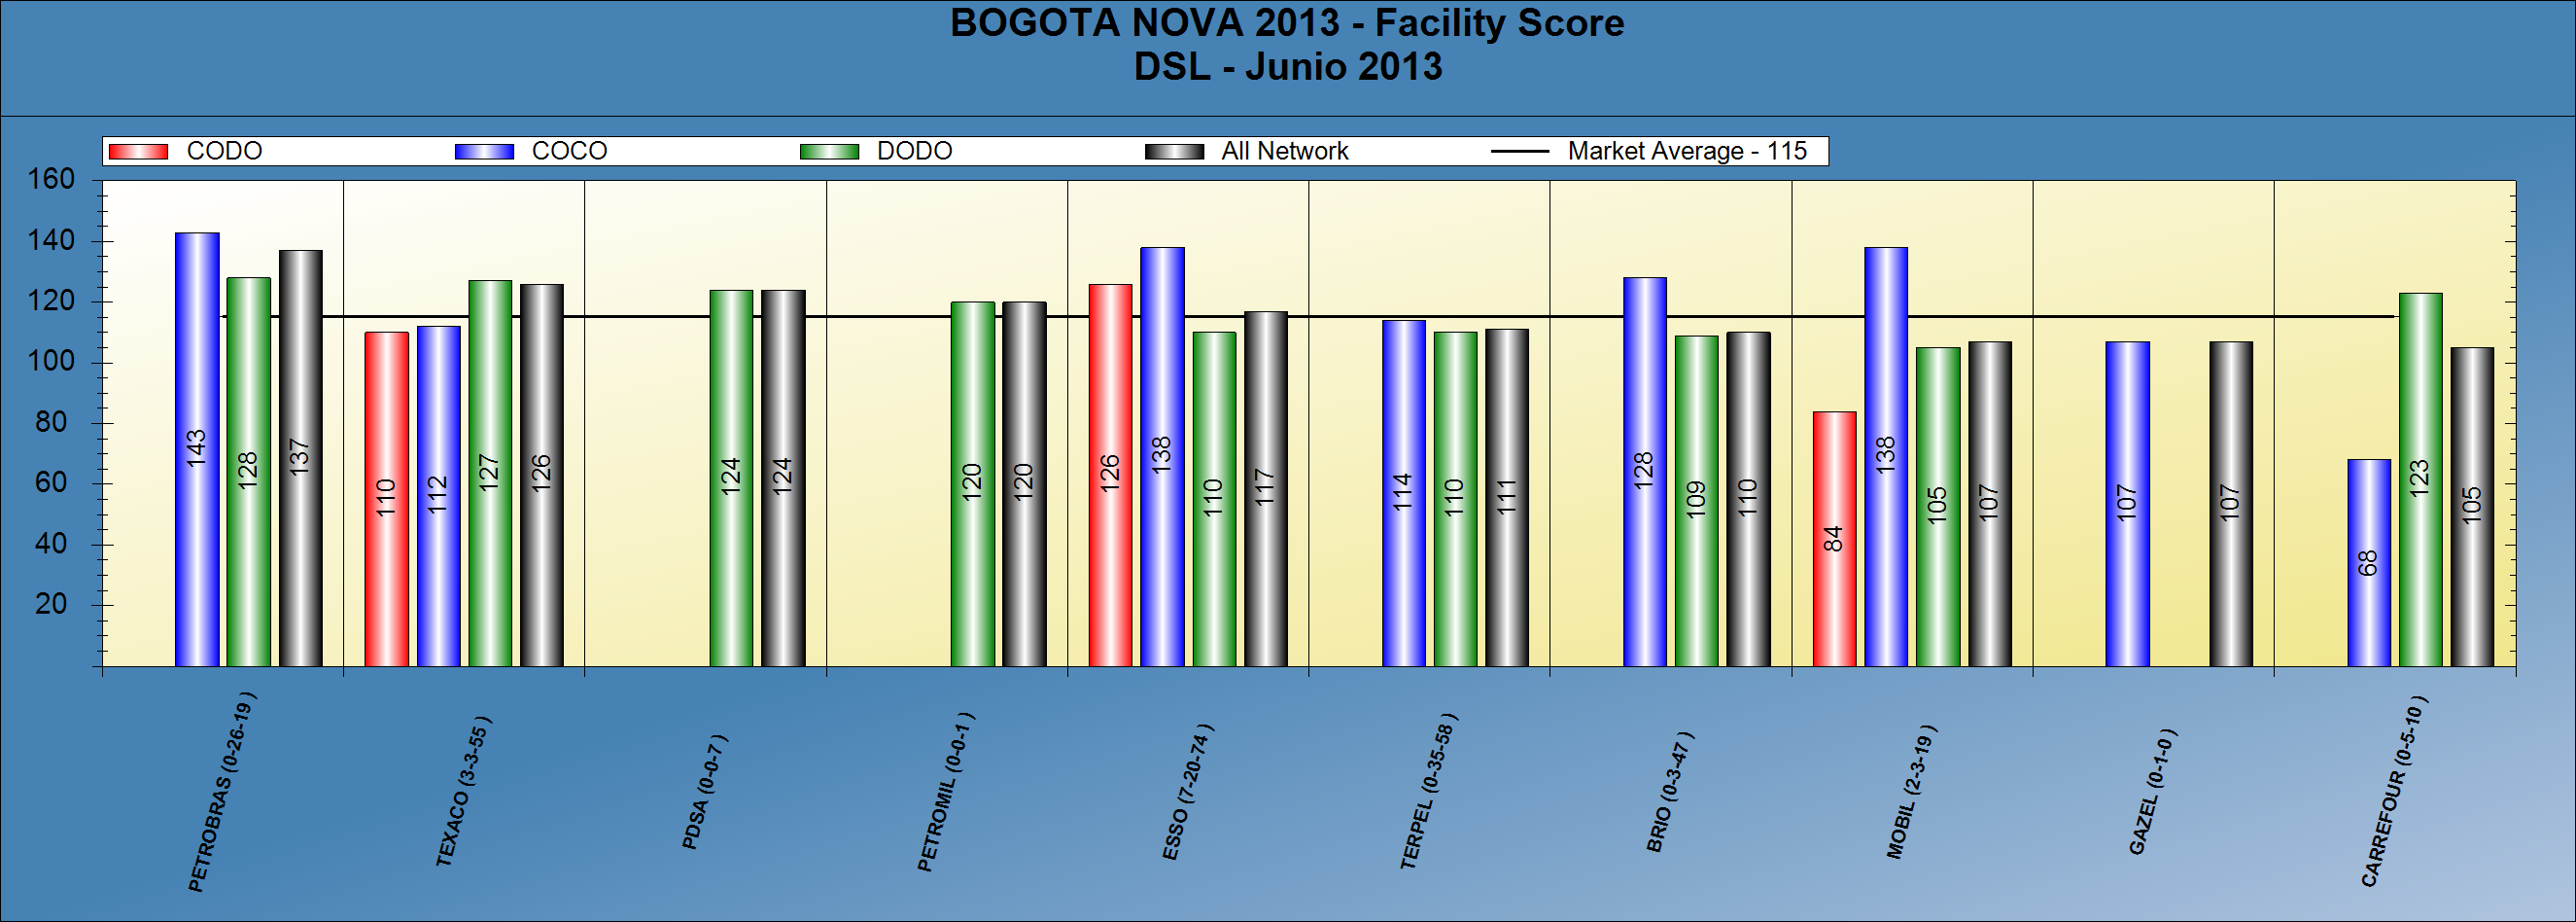 BOGOTA NOVA 2013 - Facility Score
DSL - Junio 2013
CODO COCO DODO All Network Market Average - 115
160
140
120
100
80
60
40
20
143 128 137
110 112 127 126
124 124
120 120
126 138 110 117
114 110 111
128 109 110
84 138 105 107
107 107
68 123 105
PETROBRAS (0-26-19 )
TEXACO (3-3-55 )
PDSA (0-0-7 )
PETROMIL (0-0-1 )
ESSO (7-20-74 )
TERPEL (0-35-58 )
BRIO (0-3-47 )
MOBIL (2-3-19 )
GAZEL (0-1-0 )
CARREFOUR (0-5-10 )